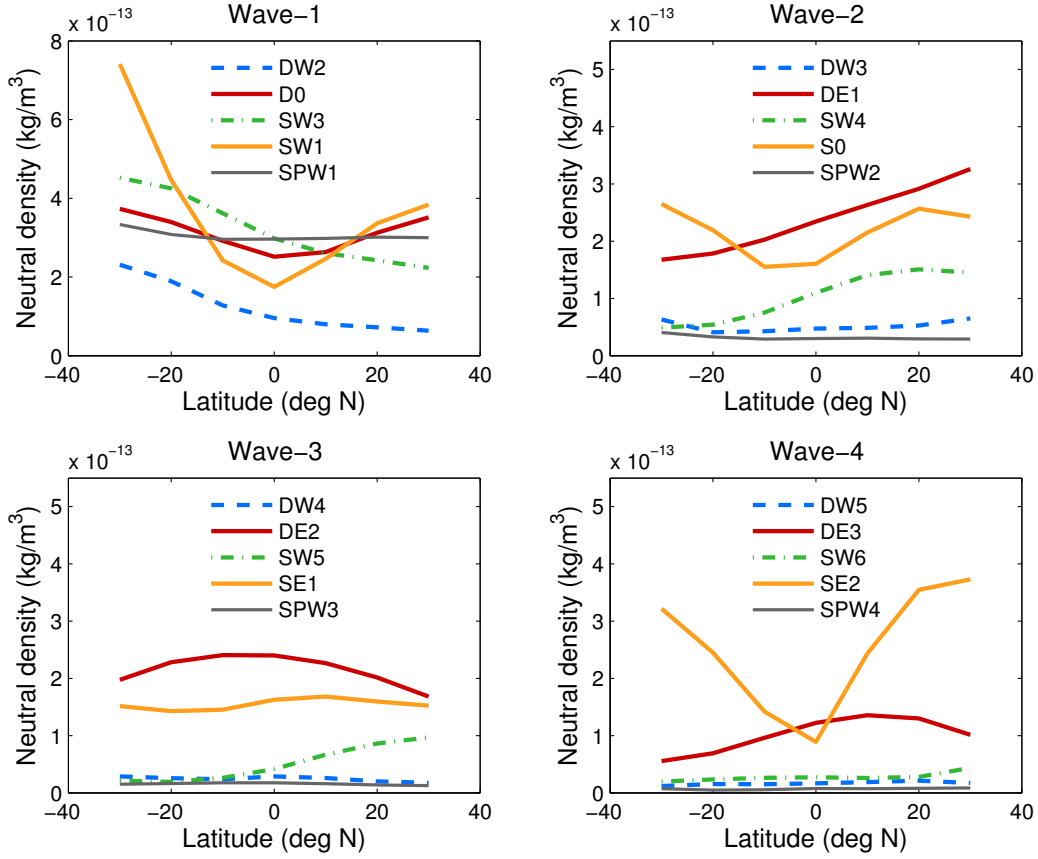 x 10⁻¹³
Wave−1
Neutral density (kg/m³)
8
6
4
2
0
DW2
D0
SW3
SW1
SPW1
−40
−20
0
20
40
Latitude (deg N)
x 10⁻¹³
Wave−2
Neutral density (kg/m³)
5
4
3
2
1
0
DW3
DE1
SW4
S0
SPW2
−40
−20
0
20
40
Latitude (deg N)
x 10⁻¹³
Wave−3
Neutral density (kg/m³)
5
4
3
2
1
0
DW4
DE2
SW5
SE1
SPW3
−40
−20
0
20
40
Latitude (deg N)
x 10⁻¹³
Wave−4
Neutral density (kg/m³)
5
4
3
2
1
0
DW5
DE3
SW6
SE2
SPW4
−40
−20
0
20
40
Latitude (deg N)